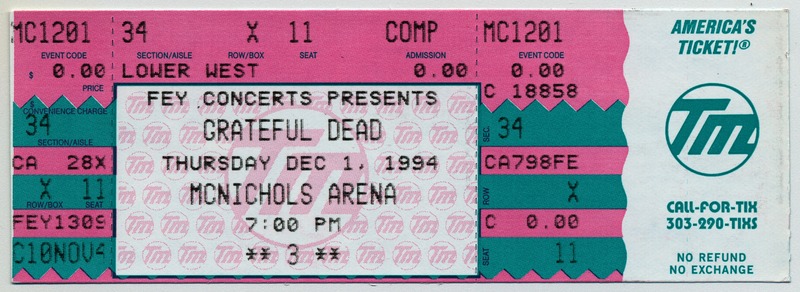 MC1201 34 X 11 COMP MC1201
EVENT CODE SECTION/AISLE ROW/BOX SEAT ADMISSION EVENT CODE
$ 0.00 LOWER WEST 0.00 0.00
PRICE
C 18858
$
CONVENIENCE CHARGE
FEY CONCERTS PRESENTS
34
SECTION/AISLE
GRATEFUL DEAD
SEC. 34
CA 28X
THURSDAY DEC 1, 1994
CA798FE
X 11
ROW/BOX SEAT
MCNICHOLS ARENA
ROW X
FEY1309
7:00 PM
C 0.00
C10NOV4
** 3 **
SEAT 11
AMERICA'S
TICKET!®
Tm
CALL-FOR-TIX
303-290-TIXS
NO REFUND
NO EXCHANGE